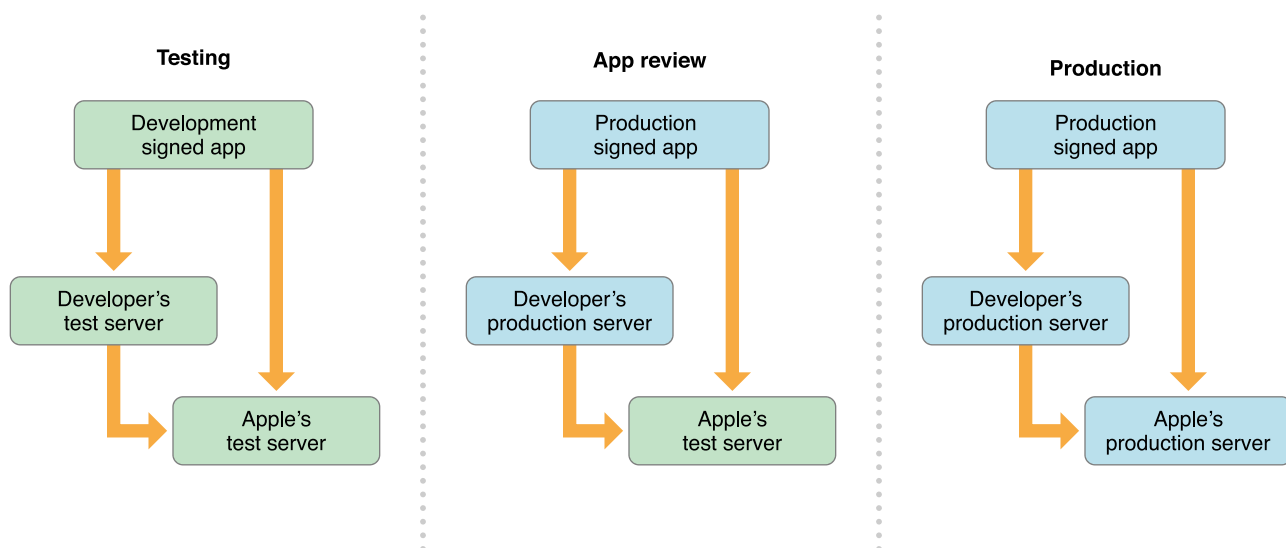 Testing
Development
signed app
Developer’s
test server
Apple’s
test server
App review
Production
signed app
Developer’s
production server
Apple’s
test server
Production
Production
signed app
Developer’s
production server
Apple’s
production server